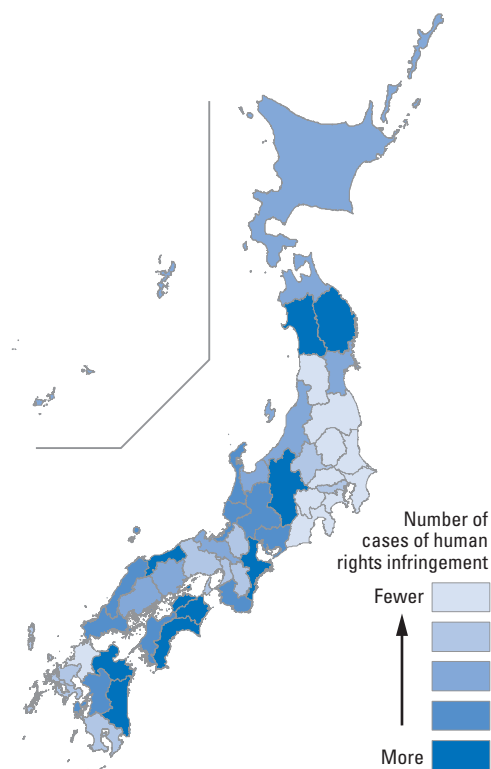 Number of
cases of human
rights infringement
Fewer
More